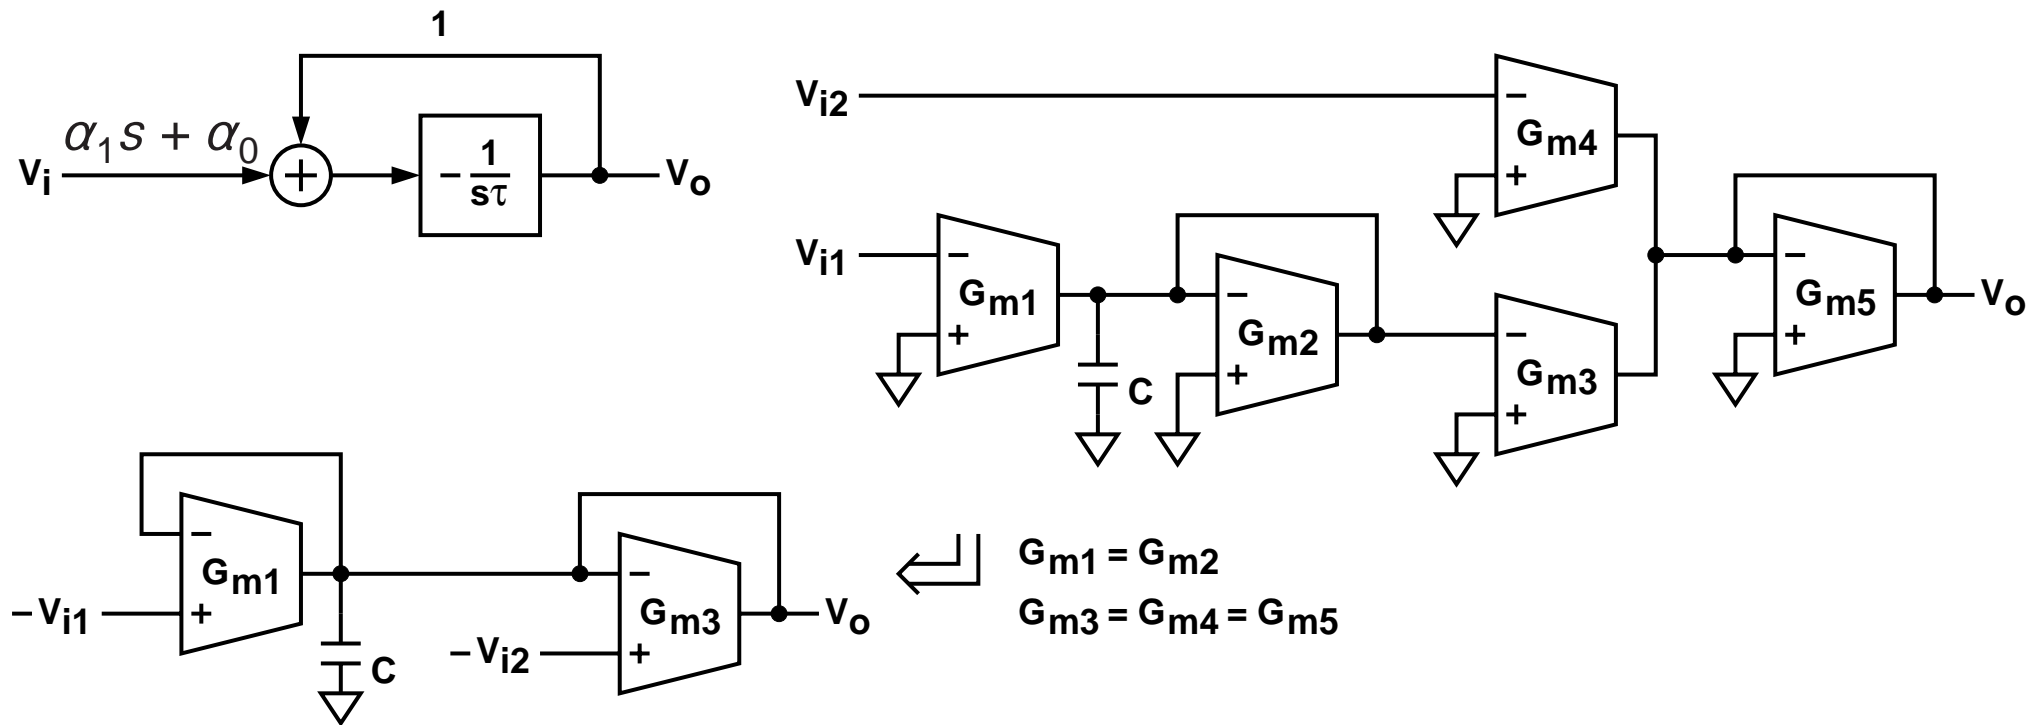 1
α₁s + α₀
Vᵢ
+
− 1/sτ
Vₒ
Vᵢ₂
−
Gₘ₄
+
Vᵢ₁
−
Gₘ₁
+
C
−
Gₘ₂
+
−
Gₘ₃
+
−
Gₘ₅
+
Vₒ
−
Gₘ₁
+
−Vᵢ₁
C
−
Gₘ₃
+
−Vᵢ₂
Vₒ
Gₘ₁ = Gₘ₂
Gₘ₃ = Gₘ₄ = Gₘ₅